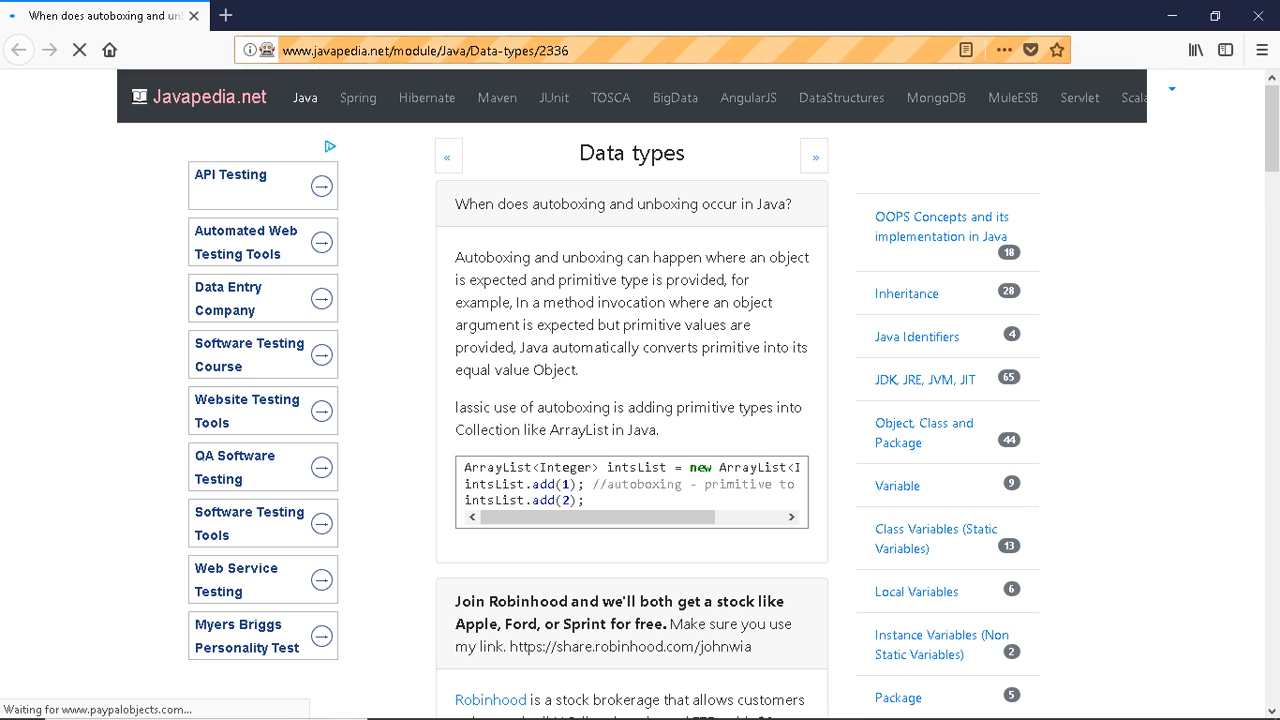 When does autoboxing and un
www.javapedia.net/module/Java/Data-types/2336
Javapedia.net
Java
Spring
Hibernate
Maven
JUnit
TOSCA
BigData
AngularJS
DataStructures
MongoDB
MuleESB
Servlet
Scala
API Testing
Automated Web
Testing Tools
Data Entry
Company
Software Testing
Course
Website Testing
Tools
QA Software
Testing
Software Testing
Tools
Web Service
Testing
Myers Briggs
Personality Test
«
Data types
»
When does autoboxing and unboxing occur in Java?
Autoboxing and unboxing can happen where an object
is expected and primitive type is provided, for
example, In a method invocation where an object
argument is expected but primitive values are
provided, Java automatically converts primitive into its
equal value Object.
lassic use of autoboxing is adding primitive types into
Collection like ArrayList in Java.
ArrayList<Integer> intsList = new ArrayList<I
intsList.add(1); //autoboxing - primitive to
intsList.add(2);
Join Robinhood and we'll both get a stock like
Apple, Ford, or Sprint for free. Make sure you use
my link. https://share.robinhood.com/johnwia
Robinhood is a stock brokerage that allows customers
OOPS Concepts and its
implementation in Java
18
Inheritance 28
Java Identifiers 4
JDK, JRE, JVM, JIT 65
Object, Class and
Package 44
Variable 9
Class Variables (Static
Variables) 13
Local Variables 6
Instance Variables (Non
Static Variables) 2
Package 5
Waiting for www.paypalobjects.com...